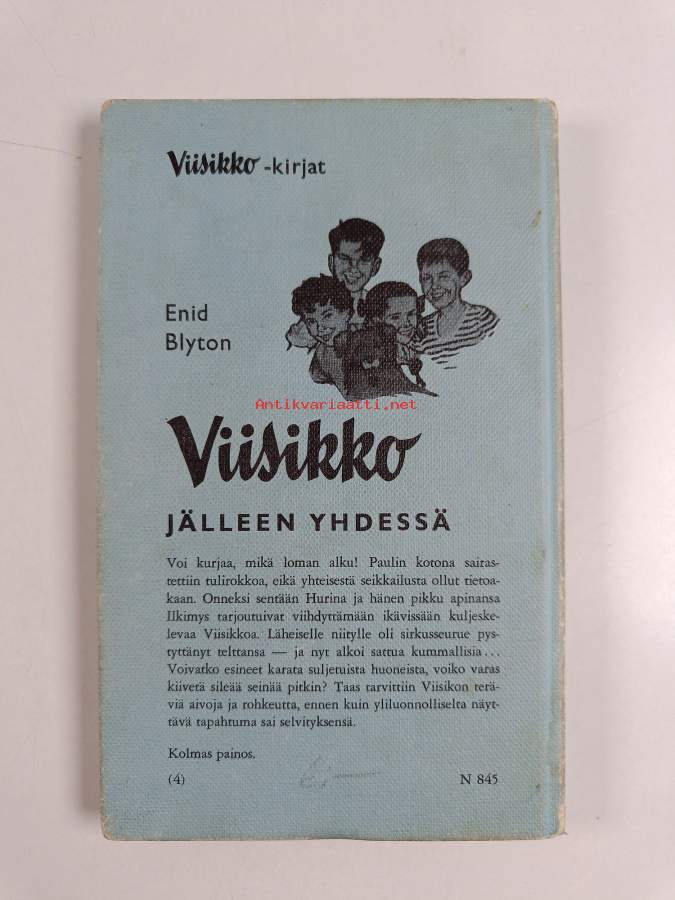 Viisikko -kirjat
Enid
Blyton
Antikvariaatti.net
Viisikko
JÄLLEEN YHDESSÄ
Voi kurjaa, mikä loman alku! Paulin kotona sairas-
tettiin tulirokkoa, eikä yhteisestä seikkailusta ollut tietoa-
kaan. Onneksi sentään Hurina ja hänen pikku apinansa
Ilkimys tarjoutuivat viihdyttämään ikävissään kuljeske-
levaa Viisikkoa. Läheiselle niitylle oli sirkusseurue pys-
tyttänyt telttansa — ja nyt alkoi sattua kummallisia...
Voivatko esineet karata suljetuista huoneista, voiko varas
kiivetä sileää seinää pitkin? Taas tarvittiin Viisikon terä-
viä aivoja ja rohkeutta, ennen kuin yliluonnolliselta näyt-
tävä tapahtuma sai selvityksensä.
Kolmas painos.
(4)
N 845